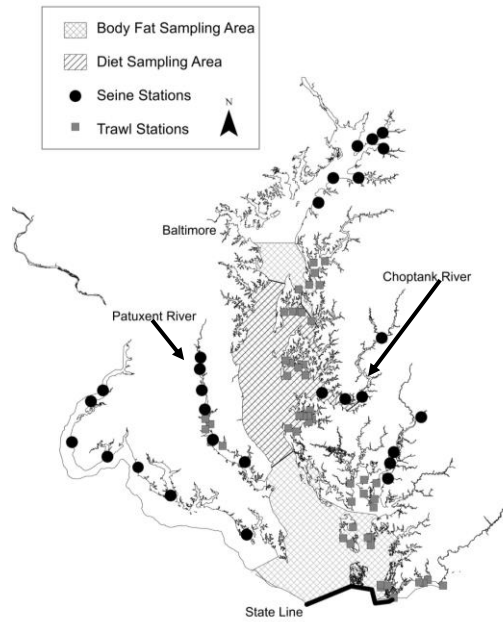 Body Fat Sampling Area
Diet Sampling Area
Seine Stations
N
Trawl Stations
Baltimore
Choptank River
Patuxent River
State Line